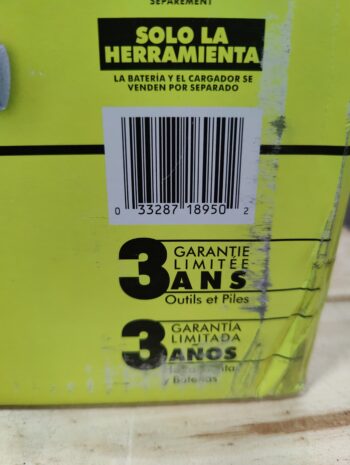 SÉPARÉMENT
SOLO LA
HERRAMIENTA
LA BATERÍA Y EL CARGADOR SE
VENDEN POR SEPARADO
0 33287 18950 2
3 GARANTIE
LIMITÉE
ANS
Outils et Piles
3 GARANTÍA
LIMITADA
AÑOS
Baterías